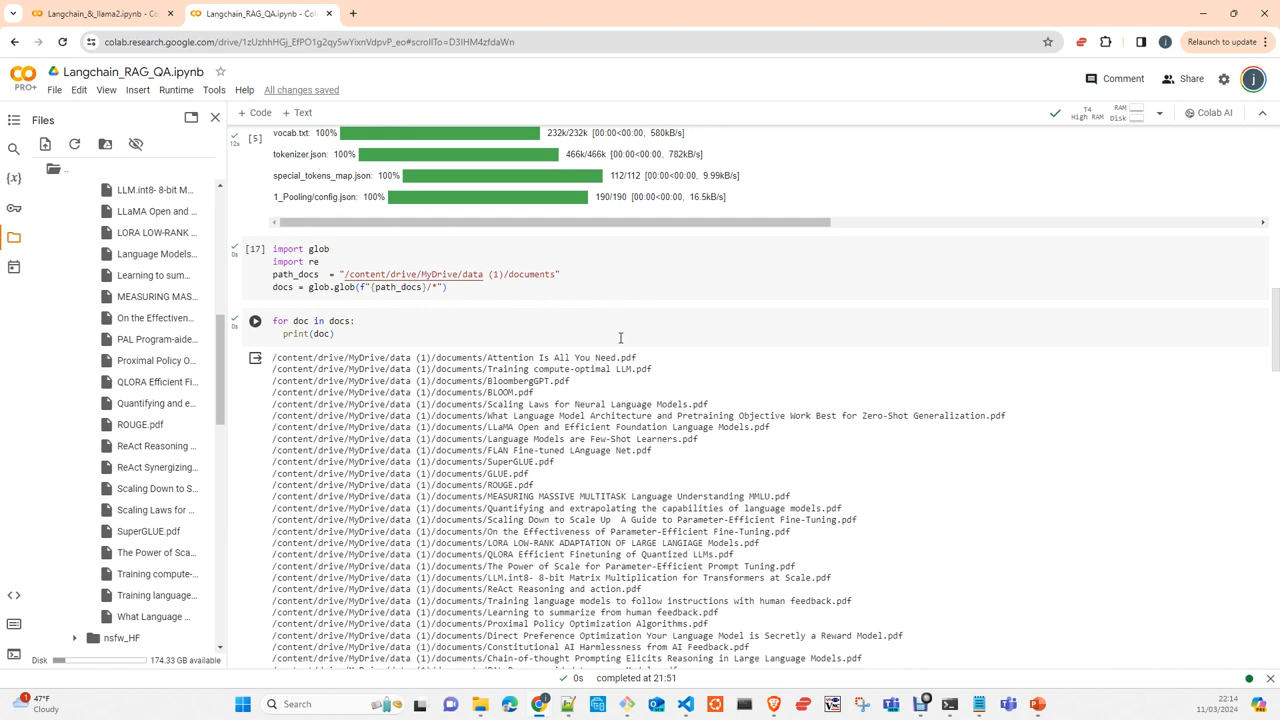 Langchain_&_llama2.ipynb - Col
Langchain_RAG_QA.ipynb - Cola
colab.research.google.com/drive/1zUzhhHGj_EfPO1g2qy5wYixnVdpvP_eo#scrollTo=D3IHM4zfdaWn
Relaunch to update
PRO+
Langchain_RAG_QA.ipynb
File Edit View Insert Runtime Tools Help All changes saved
Comment
Share
Files
+ Code + Text
T4
High RAM
RAM
Disk
Colab AI
..
LLM.int8- 8-bit M...
LLaMA Open and ...
LORA LOW-RANK ...
Language Models...
Learning to sum...
MEASURING MAS...
On the Effectiven...
PAL Program-aide...
Proximal Policy O...
QLORA Efficient Fi...
Quantifying and e...
ROUGE.pdf
ReAct Reasoning ...
ReAct Synergizing...
Scaling Down to S...
Scaling Laws for ...
SuperGLUE.pdf
The Power of Sca...
Training compute-...
Training language...
What Language ...
nsfw_HF
Disk 174.33 GB available
[5]
12s
vocab.txt: 100% 232k/232k [00:00<00:00, 580kB/s]
tokenizer.json: 100% 466k/466k [00:00<00:00, 782kB/s]
special_tokens_map.json: 100% 112/112 [00:00<00:00, 9.99kB/s]
1_Pooling/config.json: 100% 190/190 [00:00<00:00, 16.5kB/s]
[17]
0s
import glob
import re
path_docs = "/content/drive/MyDrive/data (1)/documents"
docs = glob.glob(f"{path_docs}/*")
0s
for doc in docs:
print(doc)
/content/drive/MyDrive/data (1)/documents/Attention Is All You Need.pdf
/content/drive/MyDrive/data (1)/documents/Training compute-optimal LLM.pdf
/content/drive/MyDrive/data (1)/documents/BloombergGPT.pdf
/content/drive/MyDrive/data (1)/documents/BLOOM.pdf
/content/drive/MyDrive/data (1)/documents/Scaling Laws for Neural Language Models.pdf
/content/drive/MyDrive/data (1)/documents/What Language Model Architecture and Pretraining Objective Work Best for Zero-Shot Generalization.pdf
/content/drive/MyDrive/data (1)/documents/LLaMA Open and Efficient Foundation Language Models.pdf
/content/drive/MyDrive/data (1)/documents/Language Models are Few-Shot Learners.pdf
/content/drive/MyDrive/data (1)/documents/FLAN Fine-tuned LAnguage Net.pdf
/content/drive/MyDrive/data (1)/documents/SuperGLUE.pdf
/content/drive/MyDrive/data (1)/documents/GLUE.pdf
/content/drive/MyDrive/data (1)/documents/ROUGE.pdf
/content/drive/MyDrive/data (1)/documents/MEASURING MASSIVE MULTITASK Language Understanding MMLU.pdf
/content/drive/MyDrive/data (1)/documents/Quantifying and extrapolating the capabilities of language models.pdf
/content/drive/MyDrive/data (1)/documents/Scaling Down to Scale Up  A Guide to Parameter-Efficient Fine-Tuning.pdf
/content/drive/MyDrive/data (1)/documents/On the Effectiveness of Parameter-Efficient Fine-Tuning.pdf
/content/drive/MyDrive/data (1)/documents/LORA LOW-RANK ADAPTATION OF LARGE LANGIAGE Models.pdf
/content/drive/MyDrive/data (1)/documents/QLORA Efficient Finetuning of Quantized LLMs.pdf
/content/drive/MyDrive/data (1)/documents/The Power of Scale for Parameter-Efficient Prompt Tuning.pdf
/content/drive/MyDrive/data (1)/documents/LLM.int8- 8-bit Matrix Multiplication for Transformers at Scale.pdf
/content/drive/MyDrive/data (1)/documents/ReAct Reasoning and action.pdf
/content/drive/MyDrive/data (1)/documents/Training language models to follow instructions with human feedback.pdf
/content/drive/MyDrive/data (1)/documents/Learning to summarize from human feedback.pdf
/content/drive/MyDrive/data (1)/documents/Proximal Policy Optimization Algorithms.pdf
/content/drive/MyDrive/data (1)/documents/Direct Preference Optimization Your Language Model is Secretly a Reward Model.pdf
/content/drive/MyDrive/data (1)/documents/Constitutional AI Harmlessness from AI Feedback.pdf
/content/drive/MyDrive/data (1)/documents/Chain-of-thought Prompting Elicits Reasoning in Large Language Models.pdf
0s completed at 21:51
47°F
Cloudy
Search
22:14
11/03/2024